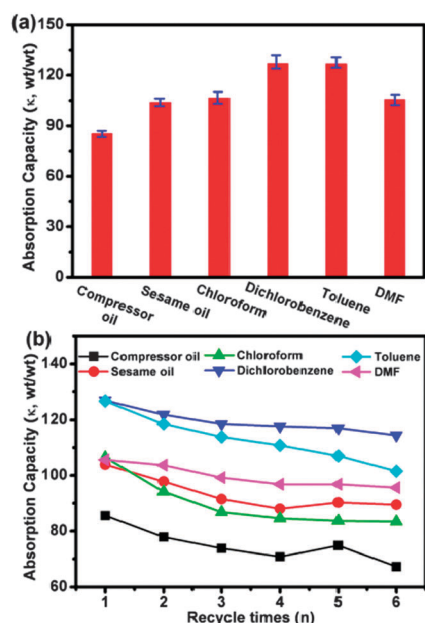 (a)
Absorption Capacity (κ, wt/wt)
150
120
90
60
30
0
Compressor
oil
Sesame oil
Chloroform
Dichlorobenzene
Toluene
DMF
(b)
Absorption Capacity (κ, wt/wt)
140
120
100
80
60
Compressor oil Chloroform Toluene
Sesame oil Dichlorobenzene DMF
1 2 3 4 5 6
Recycle times (n)